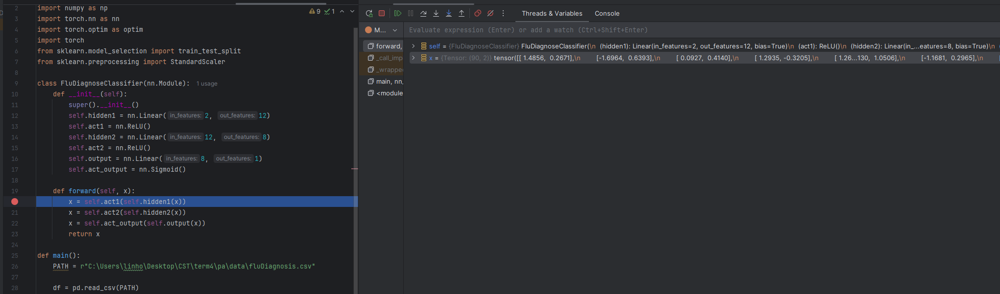 2 import numpy as np
3 import torch.nn as nn
4 import torch.optim as optim
5 import torch
6 from sklearn.model_selection import train_test_split
7 from sklearn.preprocessing import StandardScaler
8
9 class FluDiagnoseClassifier(nn.Module): 1 usage
10 def __init__(self):
11 super().__init__()
12 self.hidden1 = nn.Linear( in_features: 2, out_features: 12)
13 self.act1 = nn.ReLU()
14 self.hidden2 = nn.Linear( in_features: 12, out_features: 8)
15 self.act2 = nn.ReLU()
16 self.output = nn.Linear( in_features: 8, out_features: 1)
17 self.act_output = nn.Sigmoid()
18
19 def forward(self, x):
x = self.act1(self.hidden1(x))
21 x = self.act2(self.hidden2(x))
22 x = self.act_output(self.output(x))
23 return x
24
25 def main():
26 PATH = r"C:\Users\linho\Desktop\CST\term4\pa\data\fluDiagnosis.csv"
27
28 df = pd.read_csv(PATH)
9 1
Threads & Variables Console
M...
Evaluate expression (Enter) or add a watch (Ctrl+Shift+Enter)
forward,
_call_imp
_wrapped
main, nn_
<module
self = {FluDiagnoseClassifier} FluDiagnoseClassifier(\n (hidden1): Linear(in_features=2, out_features=12, bias=True)\n (act1): ReLU()\n (hidden2): Linear(in_...eatures=8, bias=True)\n
x = {Tensor: (90, 2)} tensor([[ 1.4856, 0.2671],\n [-1.6964, 0.6393],\n [ 0.0927, 0.4140],\n [ 1.2935, -0.3205],\n [ 1.26...130, 1.0506],\n [-1.1681, 0.2965],\n [